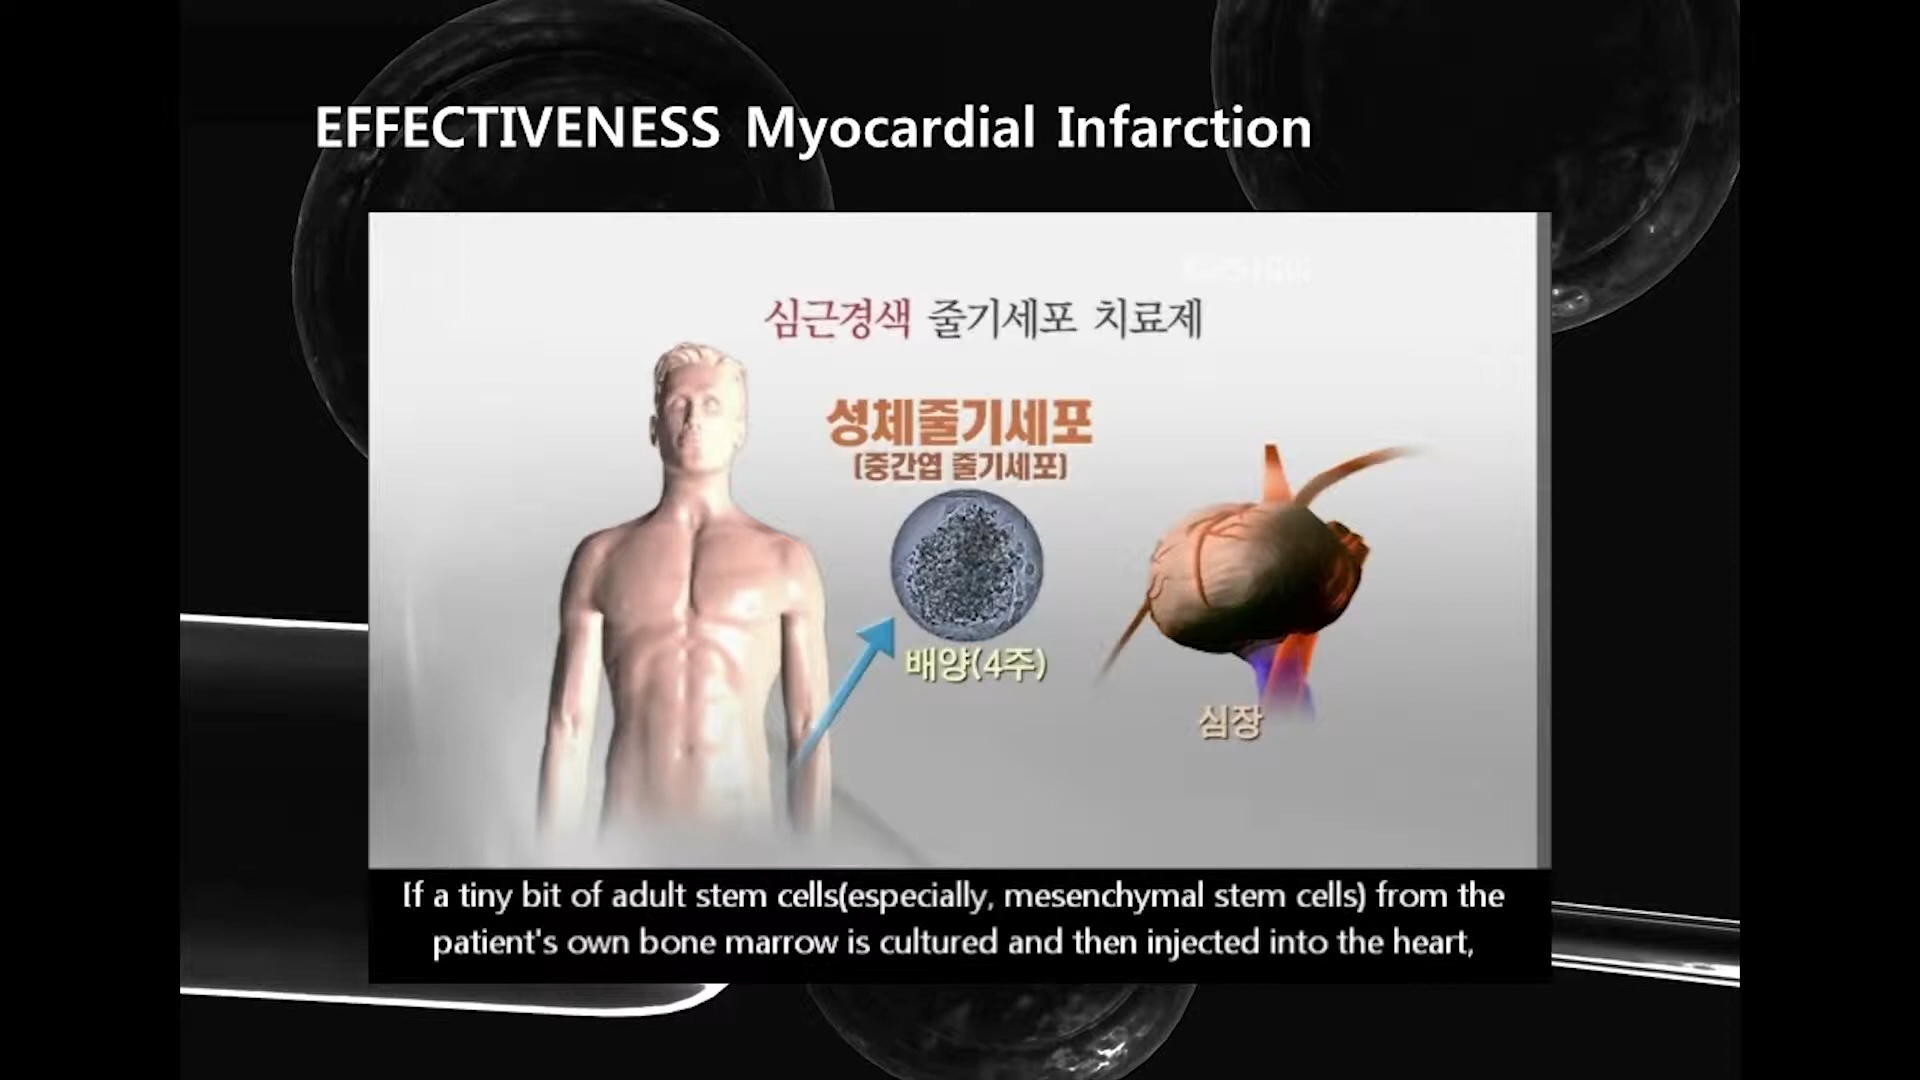 EFFECTIVENESS Myocardial Infarction
심근경색 줄기세포 치료제
성체줄기세포
(중간엽 줄기세포)
배양(4주)
심장
If a tiny bit of adult stem cells(especially, mesenchymal stem cells) from the
patient's own bone marrow is cultured and then injected into the heart,